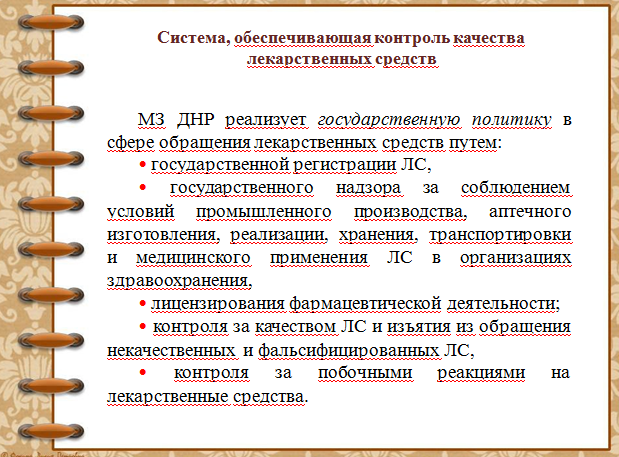 Система, обеспечивающая контроль качества
лекарственных средств
МЗ ДНР реализует государственную политику в
сфере обращения лекарственных средств путем:
• государственной регистрации ЛС,
• государственного надзора за соблюдением
условий промышленного производства, аптечного
изготовления, реализации, хранения, транспортировки
и медицинского применения ЛС в организациях
здравоохранения,
• лицензирования фармацевтической деятельности;
• контроля за качеством ЛС и изъятия из обращения
некачественных и фальсифицированных ЛС,
• контроля за побочными реакциями на
лекарственные средства.